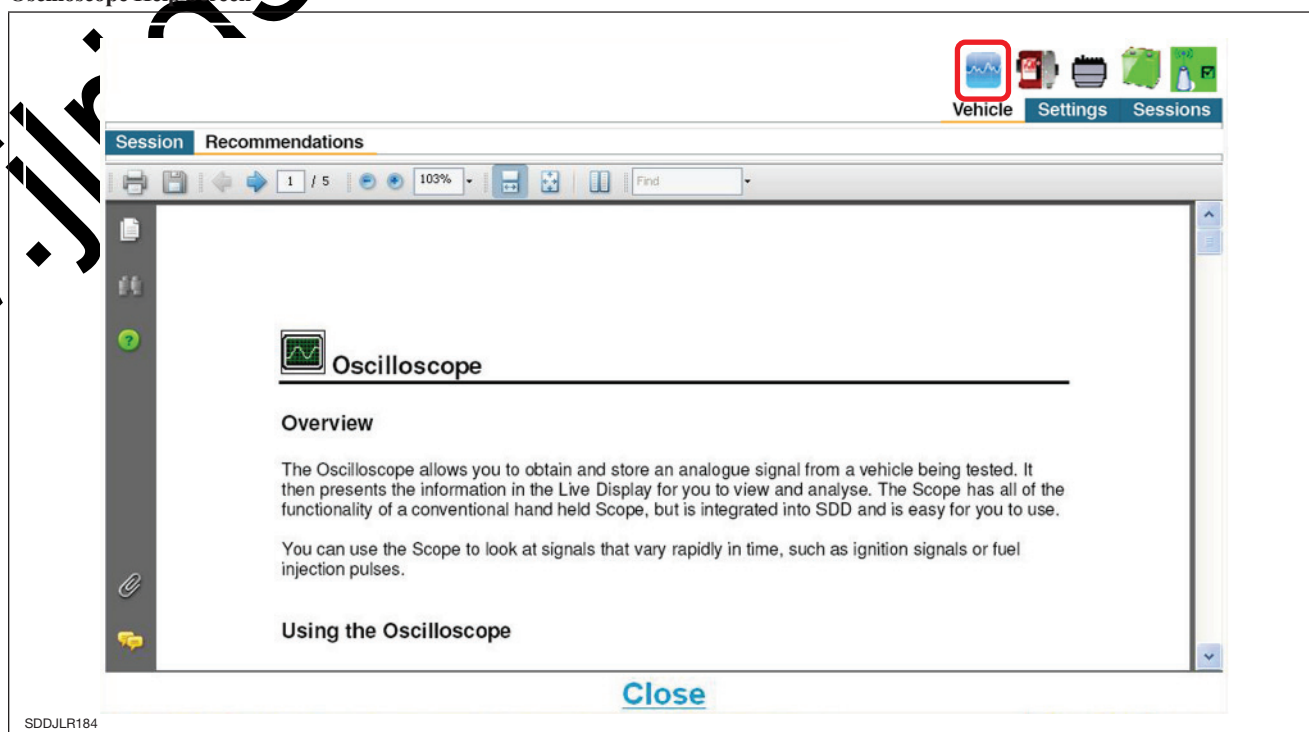 Oscilloscope Help Screen
Vehicle Settings Sessions
Session Recommendations
1 / 5 103% Find
Oscilloscope
Overview
The Oscilloscope allows you to obtain and store an analogue signal from a vehicle being tested. It
then presents the information in the Live Display for you to view and analyse. The Scope has all of the
functionality of a conventional hand held Scope, but is integrated into SDD and is easy for you to use.
You can use the Scope to look at signals that vary rapidly in time, such as ignition signals or fuel
injection pulses.
Using the Oscilloscope
Close
SDDJLR184